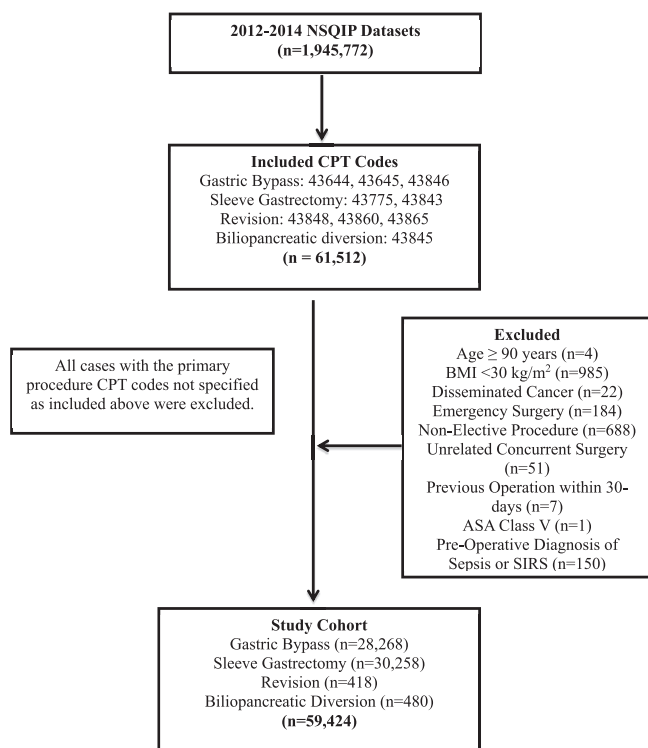 2012-2014 NSQIP Datasets
(n=1,945,772)
Included CPT Codes
Gastric Bypass: 43644, 43645, 43846
Sleeve Gastrectomy: 43775, 43843
Revision: 43848, 43860, 43865
Biliopancreatic diversion: 43845
(n = 61,512)
All cases with the primary
procedure CPT codes not specified
as included above were excluded.
Excluded
Age ≥ 90 years (n=4)
BMI <30 kg/m² (n=985)
Disseminated Cancer (n=22)
Emergency Surgery (n=184)
Non-Elective Procedure (n=688)
Unrelated Concurrent Surgery
(n=51)
Previous Operation within 30-
days (n=7)
ASA Class V (n=1)
Pre-Operative Diagnosis of
Sepsis or SIRS (n=150)
Study Cohort
Gastric Bypass (n=28,268)
Sleeve Gastrectomy (n=30,258)
Revision (n=418)
Biliopancreatic Diversion (n=480)
(n=59,424)